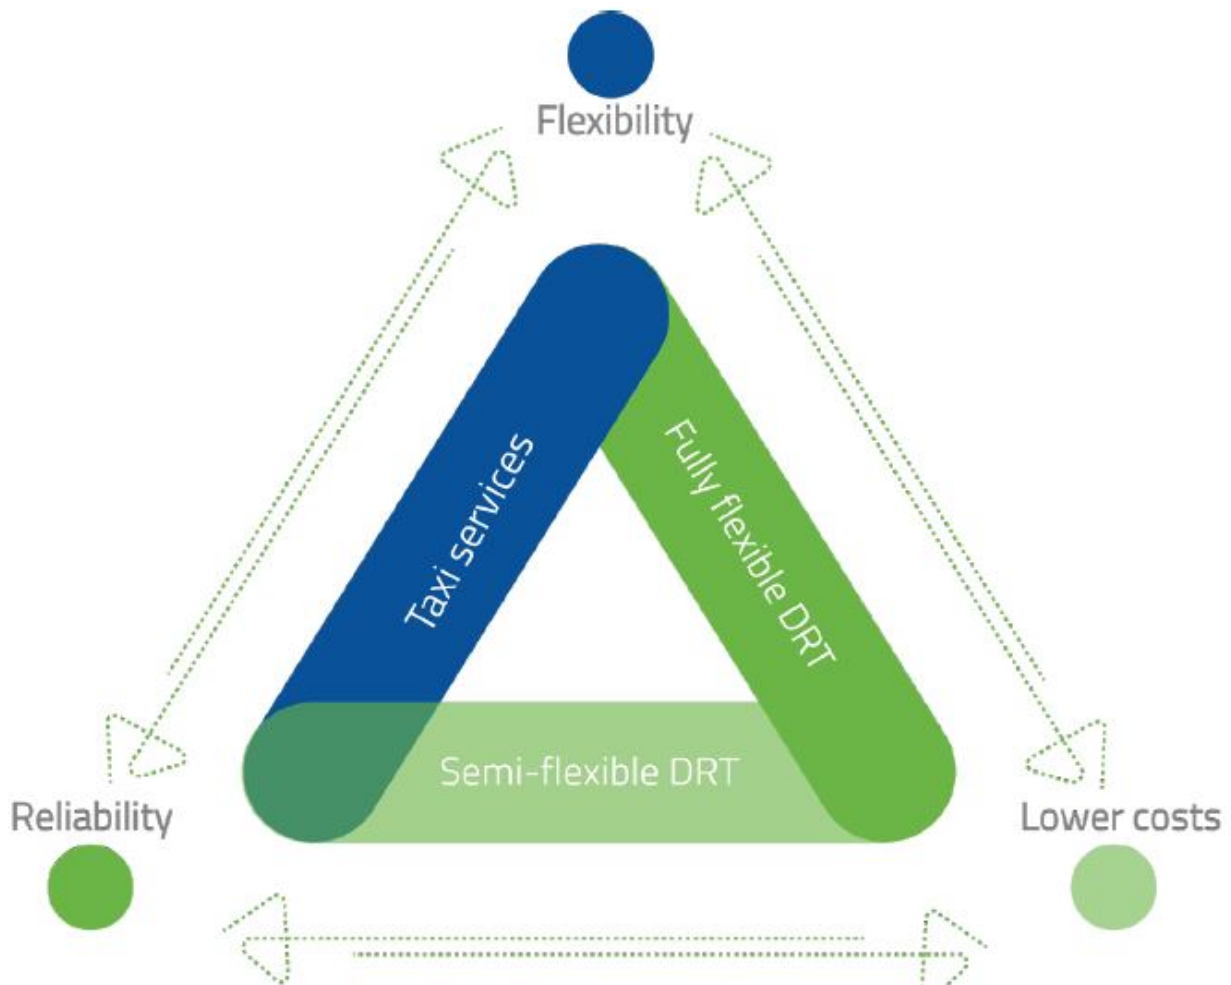 Flexibility
Taxi services
Fully flexible DRT
Semi-flexible DRT
Reliability
Lower costs